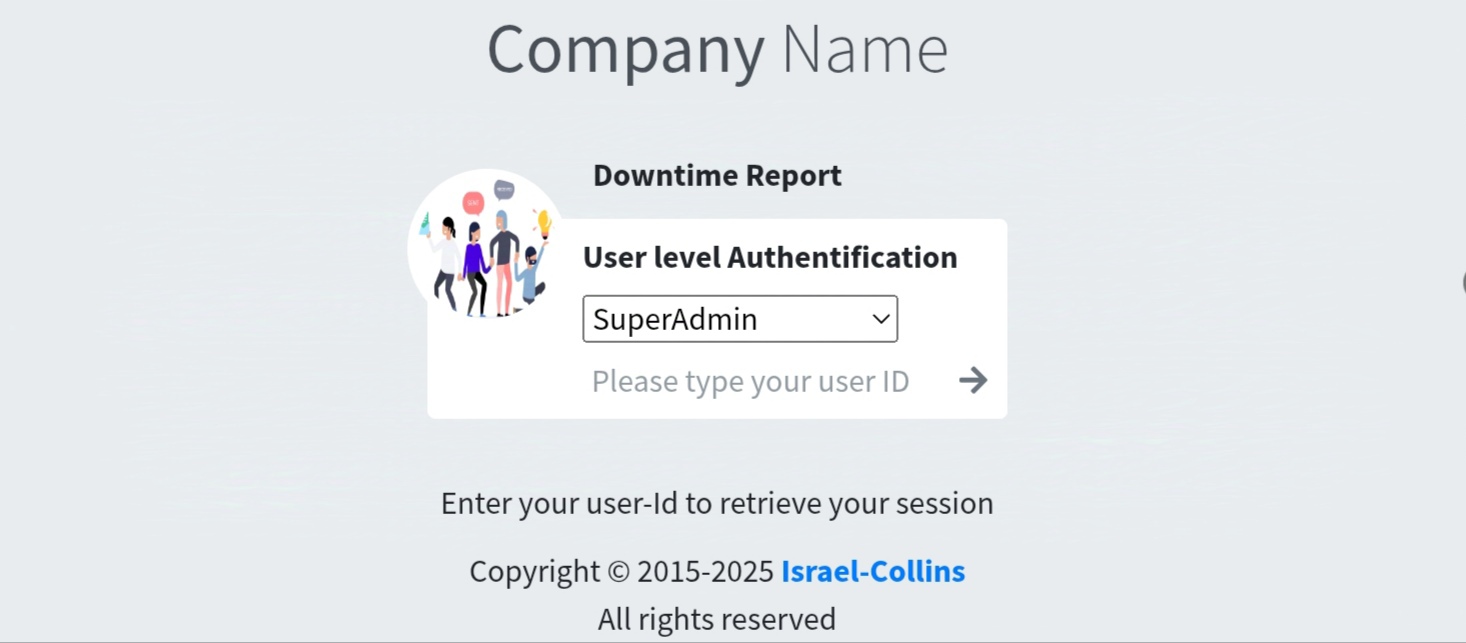 Company Name
Downtime Report
User level Authentification
SuperAdmin
Please type your user ID
Enter your user-Id to retrieve your session
Copyright © 2015-2025 Israel-Collins
All rights reserved